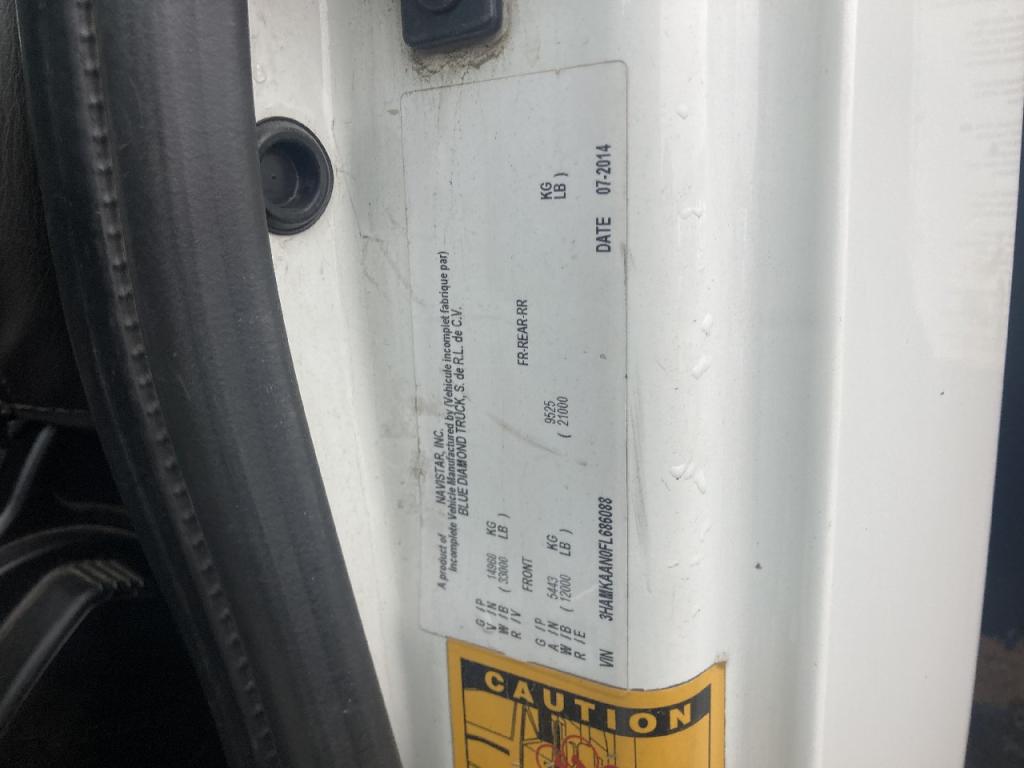 A product of NAVISTAR, INC.
Incomplete Vehicle Manufactured by (Vehicule incomplet fabrique par)
BLUE DIAMOND TRUCK, S. de R.L. de C.V.
G / P
V / N 14968 KG
W / B ( 33000 LB )
R / V
FRONT FR-REAR-RR
G / P
A / N 5443 KG 9525 KG
W / B ( 12000 LB ) ( 21000 LB )
R / E
VIN 3HAMKAAN0FL686088 DATE 07-2014
CAUTION